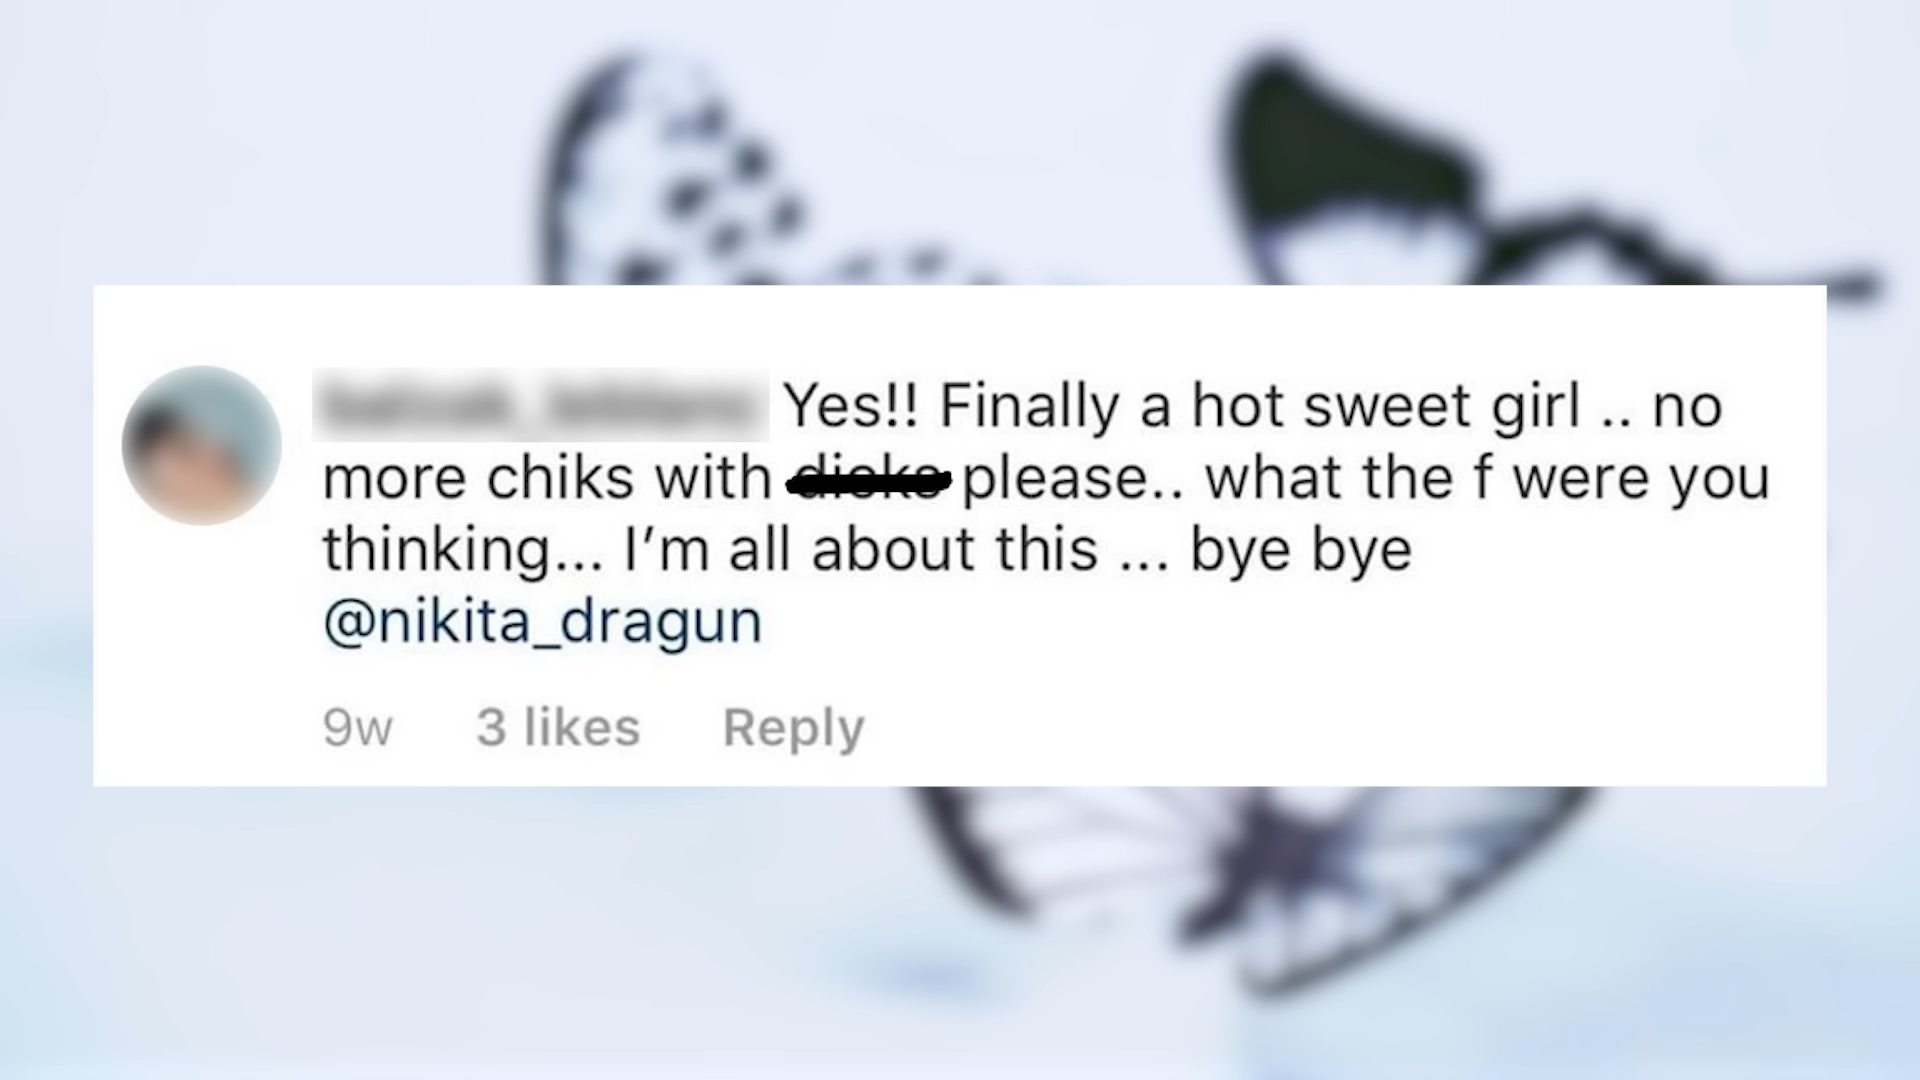 Yes!! Finally a hot sweet girl .. no
more chiks with dicks please.. what the f were you
thinking... I’m all about this ... bye bye
@nikita_dragun
9w 3 likes Reply